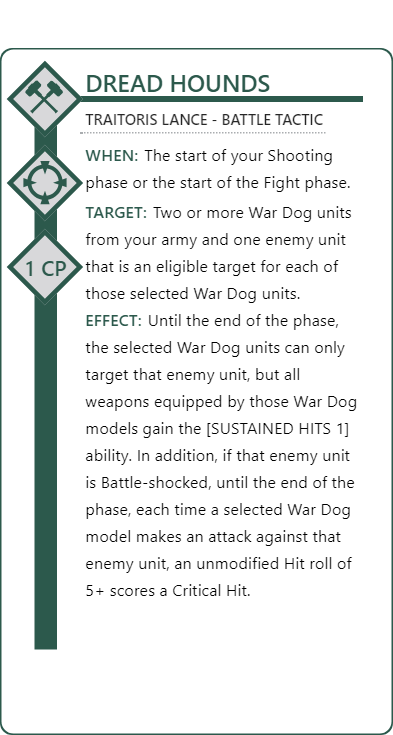 DREAD HOUNDS
TRAITORIS LANCE - BATTLE TACTIC
WHEN: The start of your Shooting
phase or the start of the Fight phase.
TARGET: Two or more War Dog units
from your army and one enemy unit
1 CP
that is an eligible target for each of
those selected War Dog units.
EFFECT: Until the end of the phase,
the selected War Dog units can only
target that enemy unit, but all
weapons equipped by those War Dog
models gain the [SUSTAINED HITS 1]
ability. In addition, if that enemy unit
is Battle-shocked, until the end of the
phase, each time a selected War Dog
model makes an attack against that
enemy unit, an unmodified Hit roll of
5+ scores a Critical Hit.